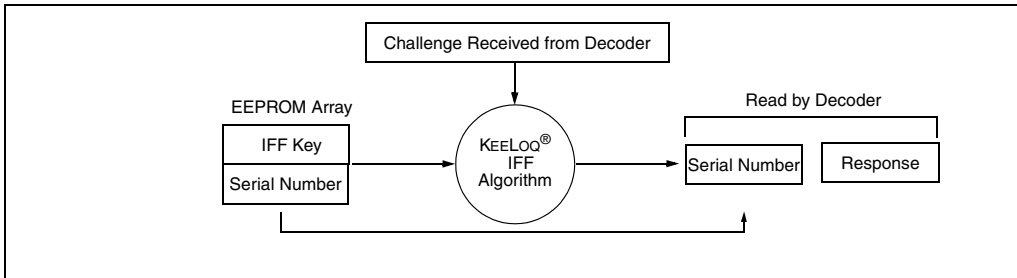 Challenge Received from Decoder
EEPROM Array
IFF Key
Serial Number
KEELOQ®
IFF
Algorithm
Read by Decoder
Serial Number
Response